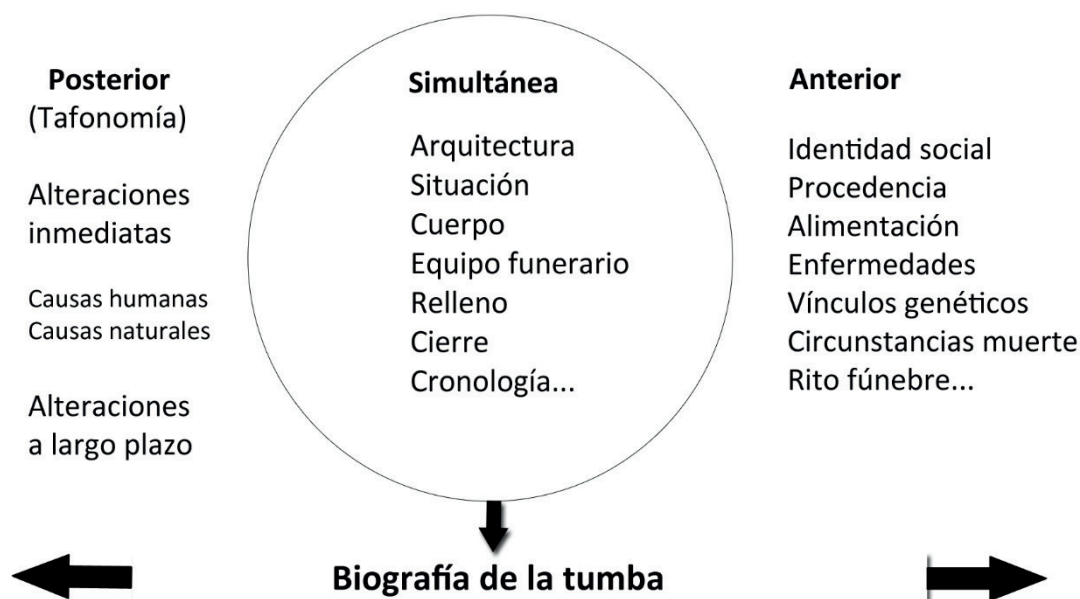 Posterior
(Tafonomía)
Alteraciones
inmediatas
Causas humanas
Causas naturales
Alteraciones
a largo plazo
Simultánea
Arquitectura
Situación
Cuerpo
Equipo funerario
Relleno
Cierre
Cronología...
Anterior
Identidad social
Procedencia
Alimentación
Enfermedades
Vínculos genéticos
Circunstancias muerte
Rito fúnebre...
Biografía de la tumba